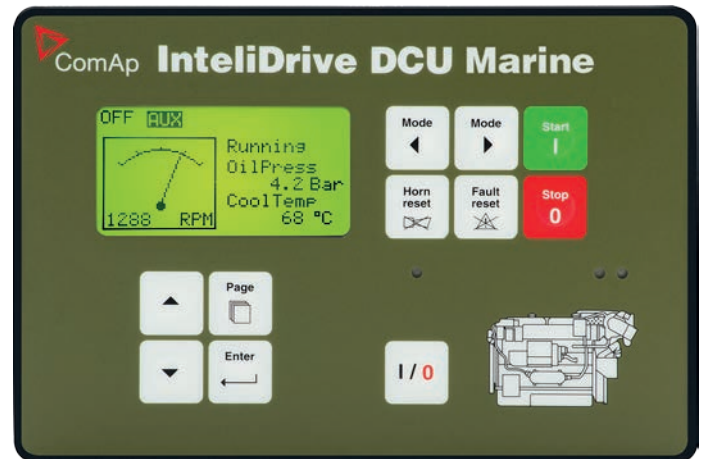 ComAp InteliDrive DCU Marine
OFF AUX
Running
OilPress
4.2 Bar
CoolTemp
68 °C
1288 RPM
Mode
Mode
Start
I
Horn reset
Fault reset
Stop
0
Page
Enter
I / 0